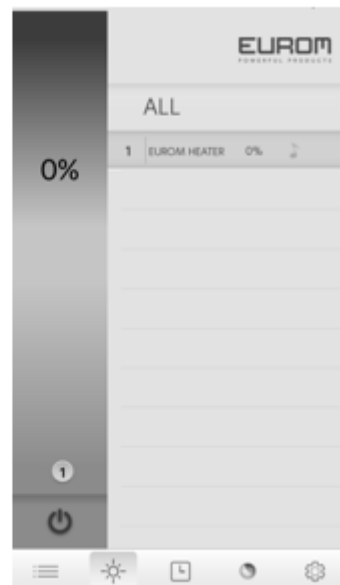 EUROM
POWERFUL PRODUCTS
ALL
1 EUROM HEATER 0%
0%
1